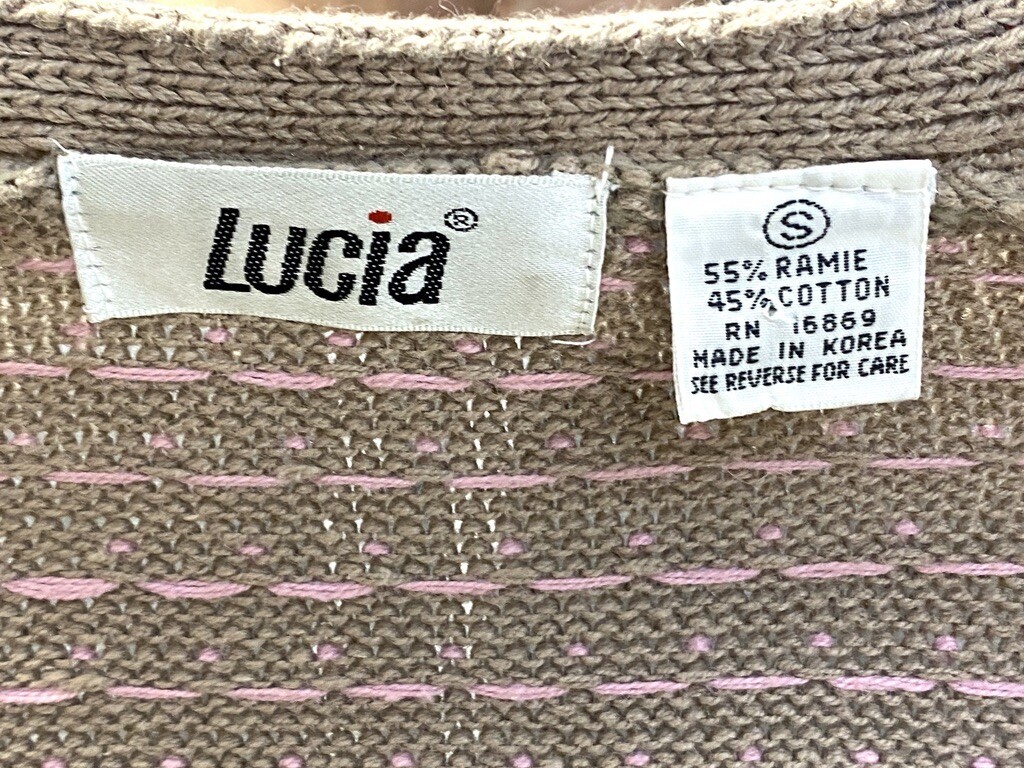 Lucia®
S
55% RAMIE
45% COTTON
RN 16869
MADE IN KOREA
SEE REVERSE FOR CARE